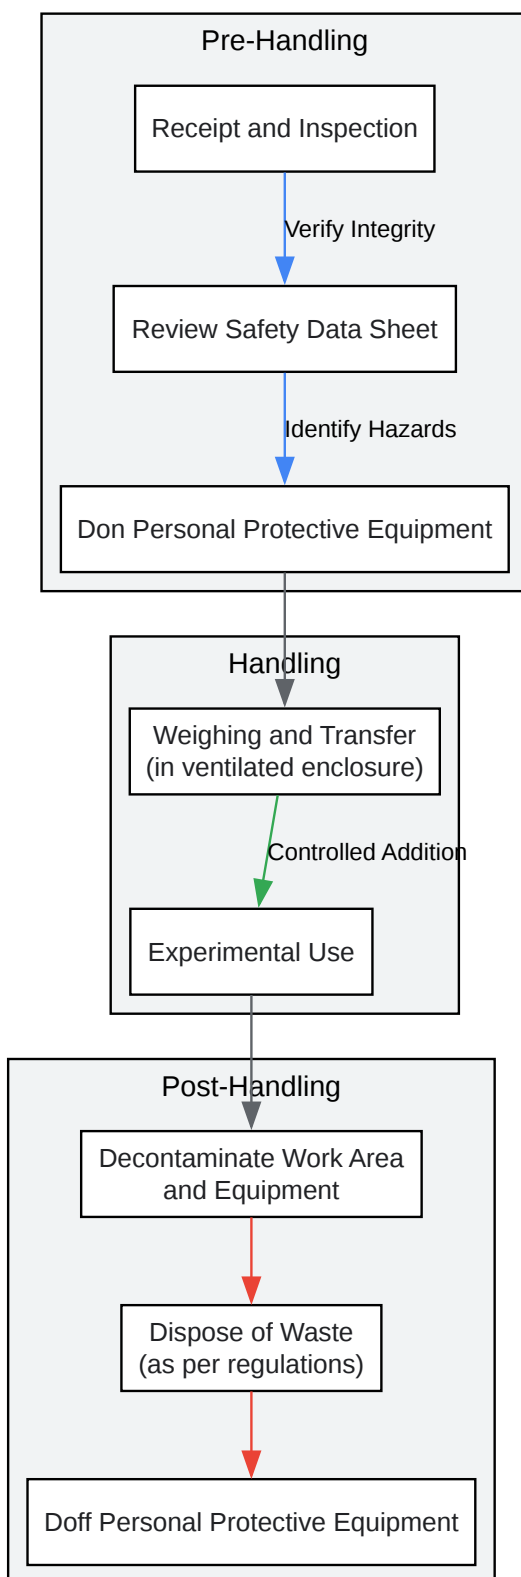 Pre-Handling
Receipt and Inspection
Verify Integrity
Review Safety Data Sheet
Identify Hazards
Don Personal Protective Equipment
Handling
Weighing and Transfer
(in ventilated enclosure)
Controlled Addition
Experimental Use
Post-Handling
Decontaminate Work Area
and Equipment
Dispose of Waste
(as per regulations)
Doff Personal Protective Equipment